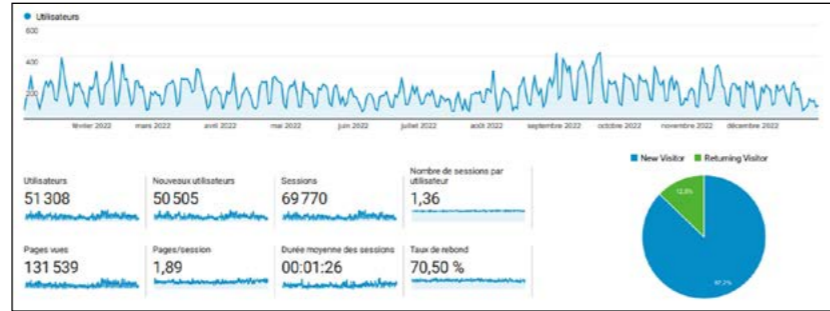 Utilisateurs
600
400
200
février 2022 mars 2022 avril 2022 mai 2022 juin 2022 juillet 2022 août 2022 septembre 2022 octobre 2022 novembre 2022 décembre 2022
New Visitor Returning Visitor
Utilisateurs
51 308
Nouveaux utilisateurs
50 505
Sessions
69 770
Nombre de sessions par
utilisateur
1,36
Pages vues
131 539
Pages/session
1,89
Durée moyenne des sessions
00:01:26
Taux de rebond
70,50 %
12,8%
87,2%